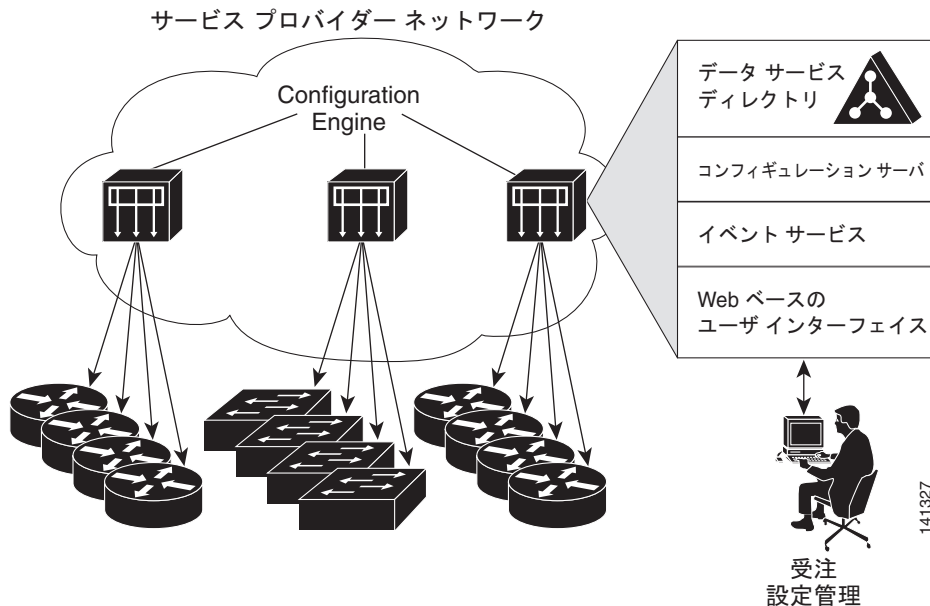 サービス プロバイダー ネットワーク
Configuration
Engine
データ サービス
ディレクトリ
コンフィギュレーション サーバ
イベント サービス
Web ベースの
ユーザ インターフェイス
141327
受注
設定管理